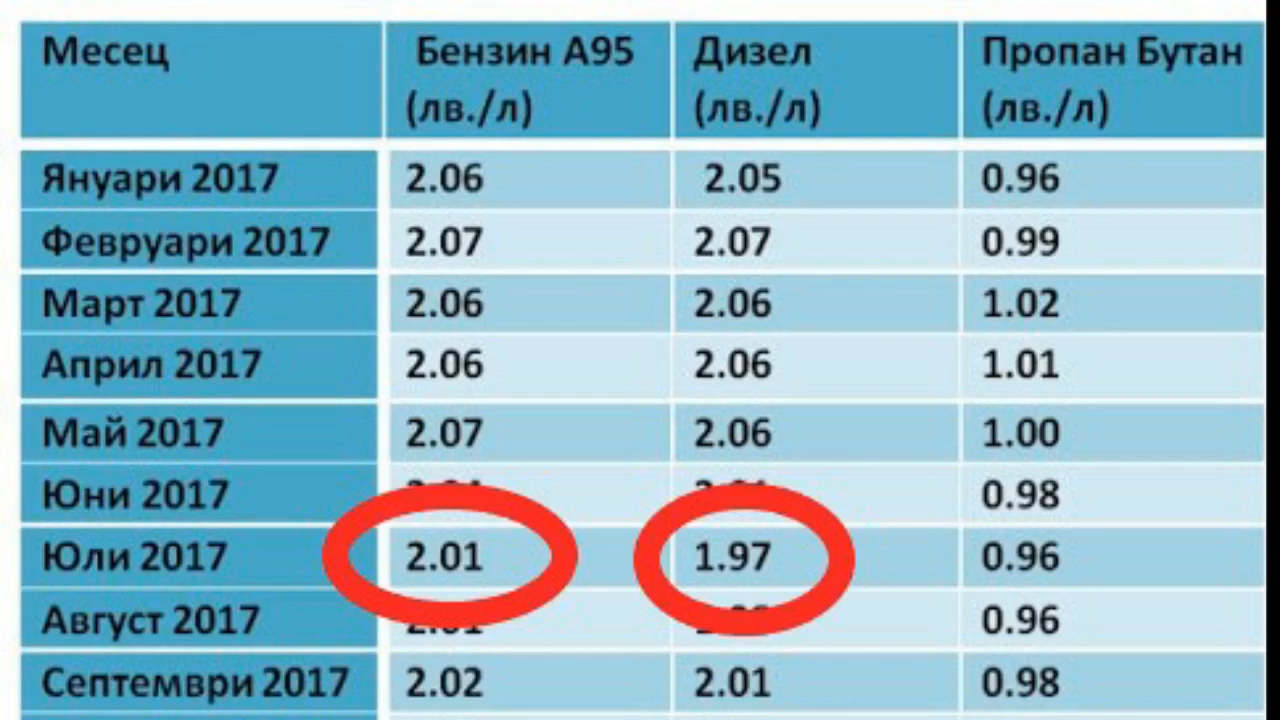 Месец Бензин А95 Дизел Пропан Бутан
(лв./л) (лв./л) (лв./л)
Януари 2017 2.06 2.05 0.96
Февруари 2017 2.07 2.07 0.99
Март 2017 2.06 2.06 1.02
Април 2017 2.06 2.06 1.01
Май 2017 2.07 2.06 1.00
Юни 2017 0.98
Юли 2017 2.01 1.97 0.96
Август 2017 0.96
Септември 2017 2.02 2.01 0.98